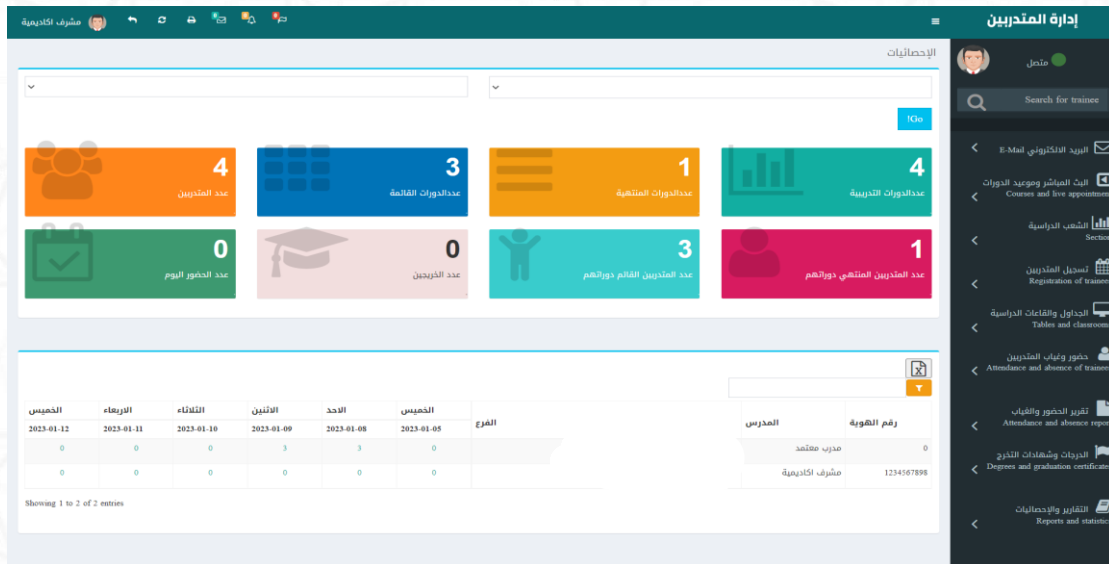 إدارة المتدربين
مشرف اكاديمية
متصل
Search for trainee
البريد الالكتروني E-Mail
البث المباشر وموعيد الدورات
Courses and live appointmen
الشعب الدراسية
Section
تسجيل المتدربين
Registration of trainee
الجداول والقاعات الدراسية
Tables and classroom
حضور وغياب المتدربين
Attendance and absence of trainee
تقرير الحضور والغياب
Attendance and absence repor
الدرجات وشهادات التخرج
Degrees and graduation certificate
التقارير والإحصاليات
Reports and statistic
الإحصائيات
!Go
4
عددالدورات التدريبية
1
عددالدورات المنتهية
3
عددالدورات القائمة
4
عدد المتدربين
1
عدد المتدربين المنتهي دوراتهم
3
عدد المتدربين القائم دوراتهم
0
عدد الخريجين
0
عدد الحضور اليوم
رقم الهوية المدرس الفرع الخميس الاحد الاثنين الثلاثاء الاربعاء الخميس
2023-01-05 2023-01-08 2023-01-09 2023-01-10 2023-01-11 2023-01-12
0 مدرب معتمد 0 3 3 0 0 0
1234567898 مشرف اكاديمية 0 0 0 0 0 0
Showing 1 to 2 of 2 entries